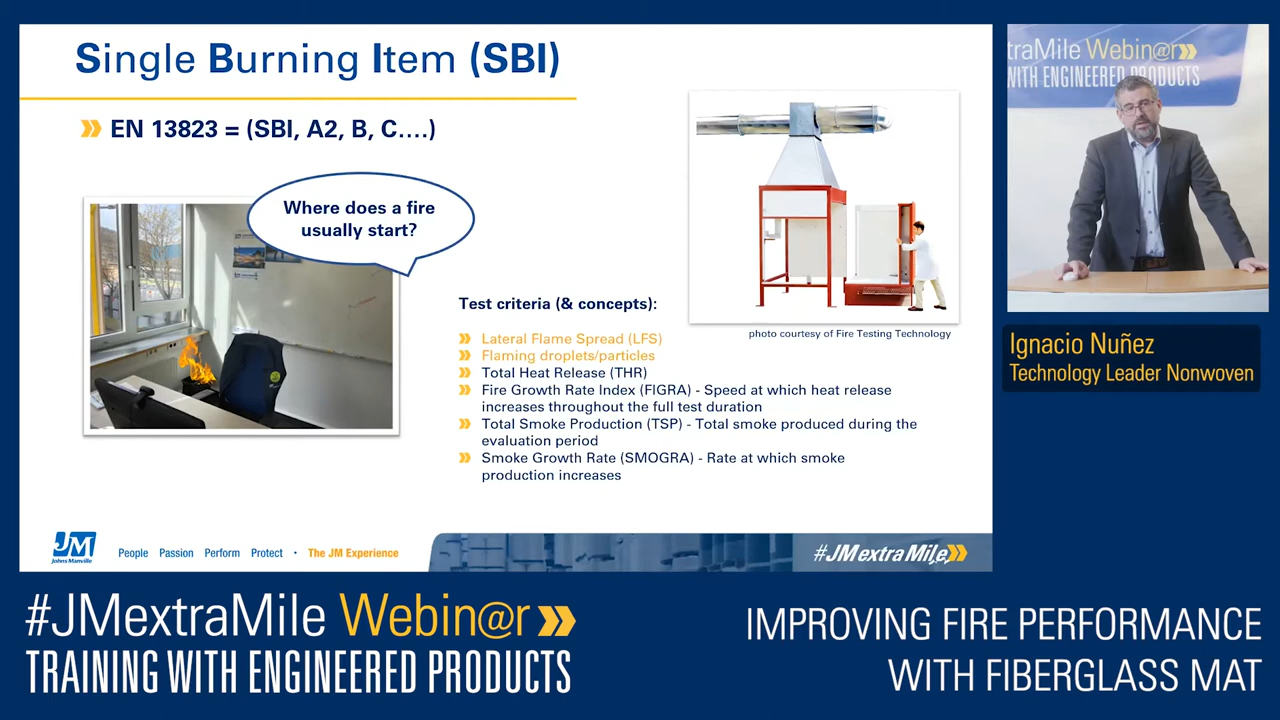 Single Burning Item (SBI)
EN 13823 = (SBI, A2, B, C….)
Where does a fire
usually start?
Test criteria (& concepts):
Lateral Flame Spread (LFS)
Flaming droplets/particles
Total Heat Release (THR)
Fire Growth Rate Index (FIGRA) - Speed at which heat release
increases throughout the full test duration
Total Smoke Production (TSP) - Total smoke produced during the
evaluation period
Smoke Growth Rate (SMOGRA) - Rate at which smoke
production increases
photo courtesy of Fire Testing Technology
JM
Johns Manville
People Passion Perform Protect • The JM Experience
#JMextraMile
traMile Webin@r
WITH ENGINEERED PRODUCTS
Ignacio Nuñez
Technology Leader Nonwoven
#JMextraMile Webin@r
TRAINING WITH ENGINEERED PRODUCTS
IMPROVING FIRE PERFORMANCE
WITH FIBERGLASS MAT